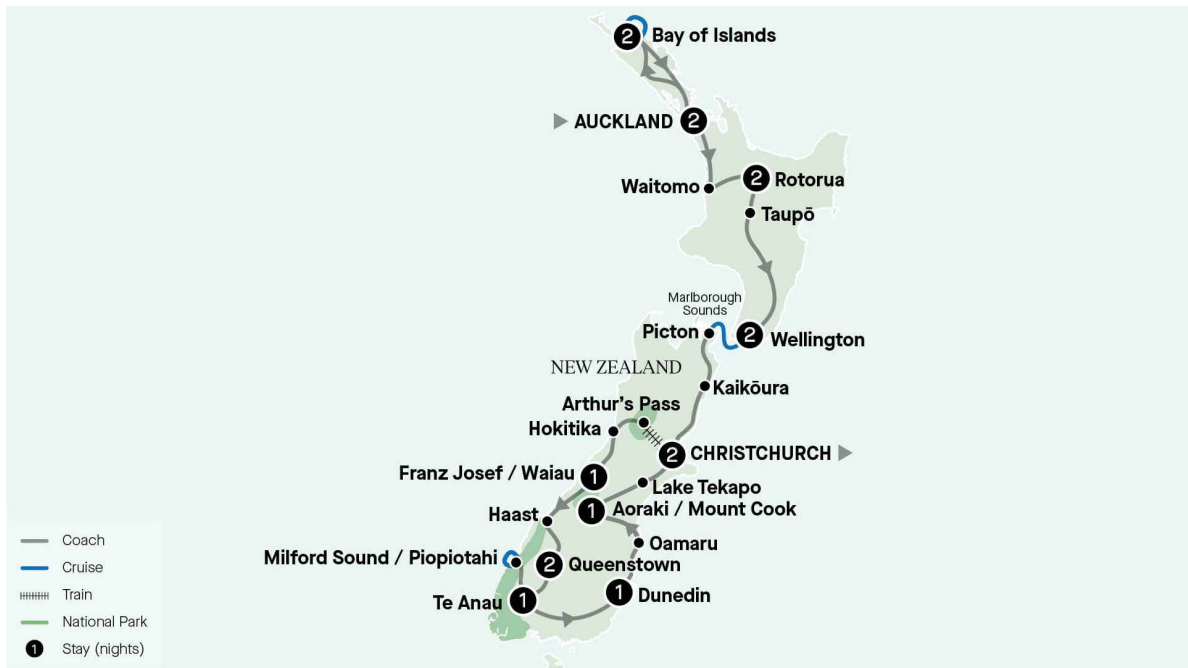 2 Bay of Islands
AUCKLAND 2
Waitomo
2 Rotorua
Taupō
Marlborough
Sounds
Picton
2 Wellington
NEW ZEALAND
Kaikōura
Arthur's Pass
Hokitika
2 CHRISTCHURCH
Franz Josef / Waiau 1
Lake Tekapo
1 Aoraki / Mount Cook
Haast
Oamaru
Milford Sound / Piopiotahi
2 Queenstown
Te Anau 1
1 Dunedin
Coach
Cruise
Train
National Park
1 Stay (nights)